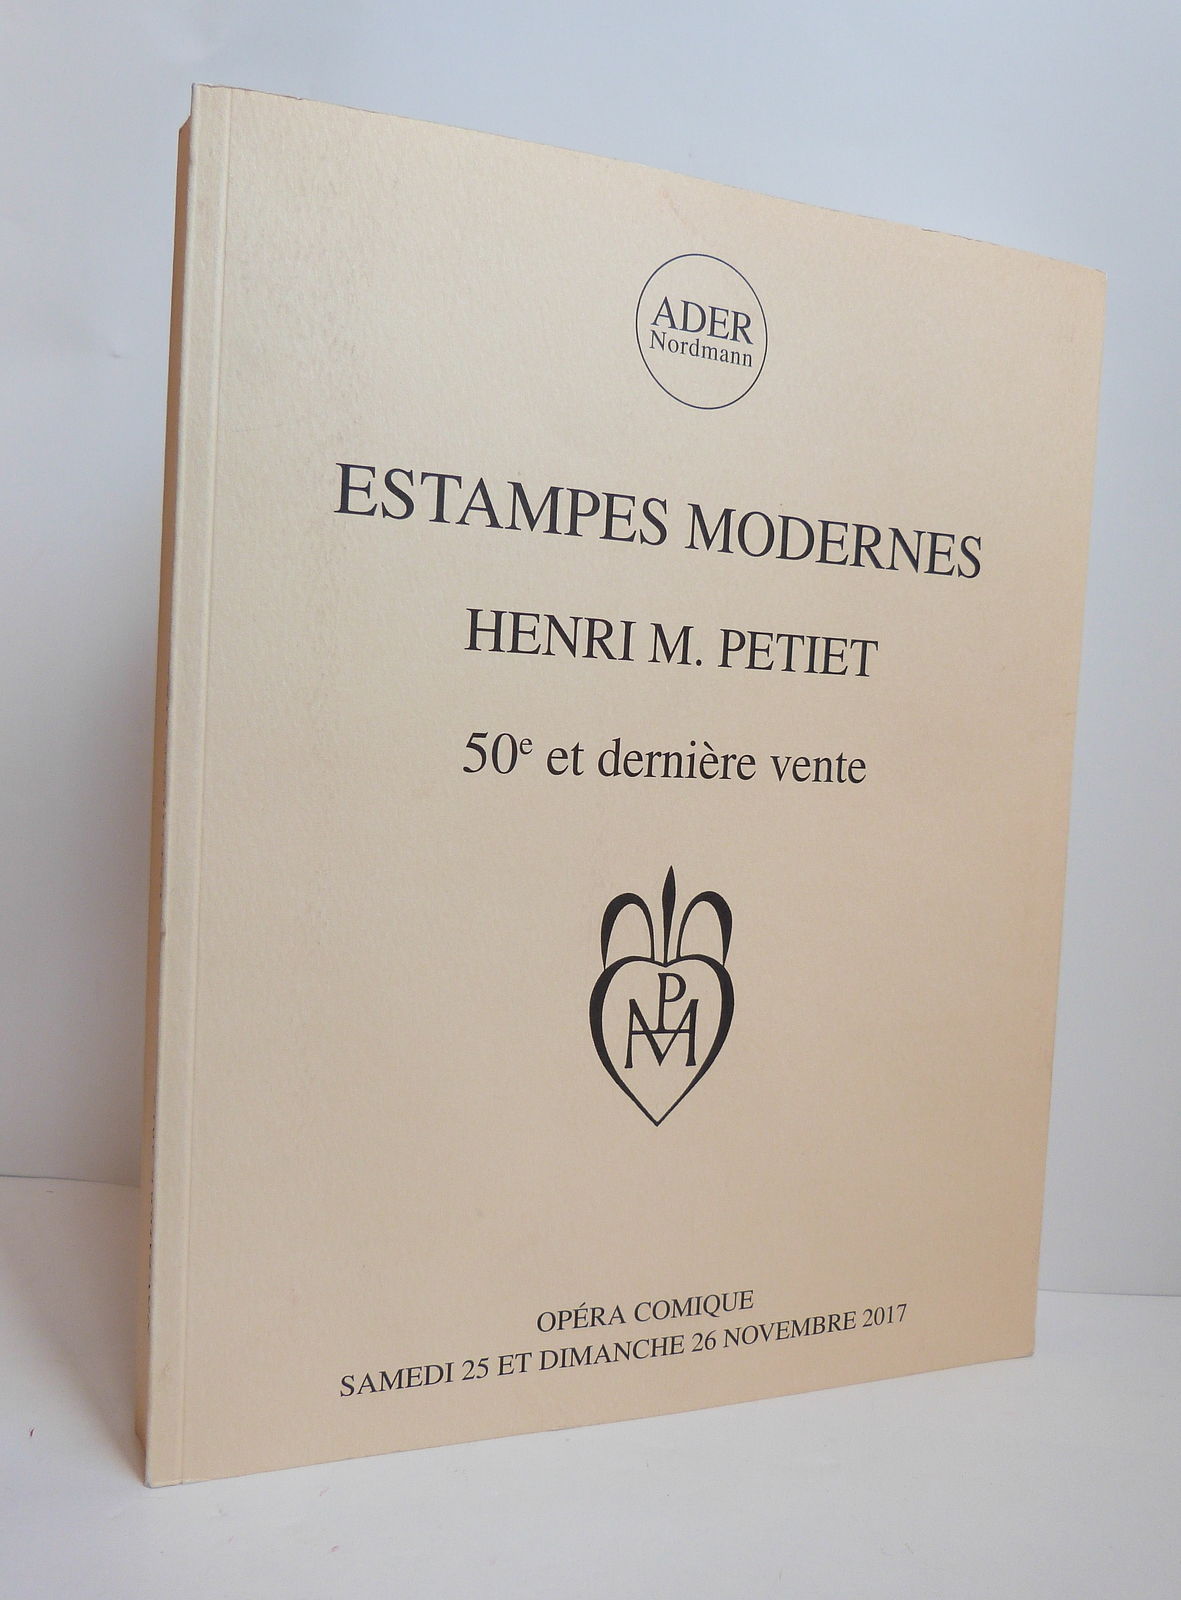 ADER
Nordmann
ESTAMPES MODERNES
HENRI M. PETIET
50e et dernière vente
OPÉRA COMIQUE
SAMEDI 25 ET DIMANCHE 26 NOVEMBRE 2017